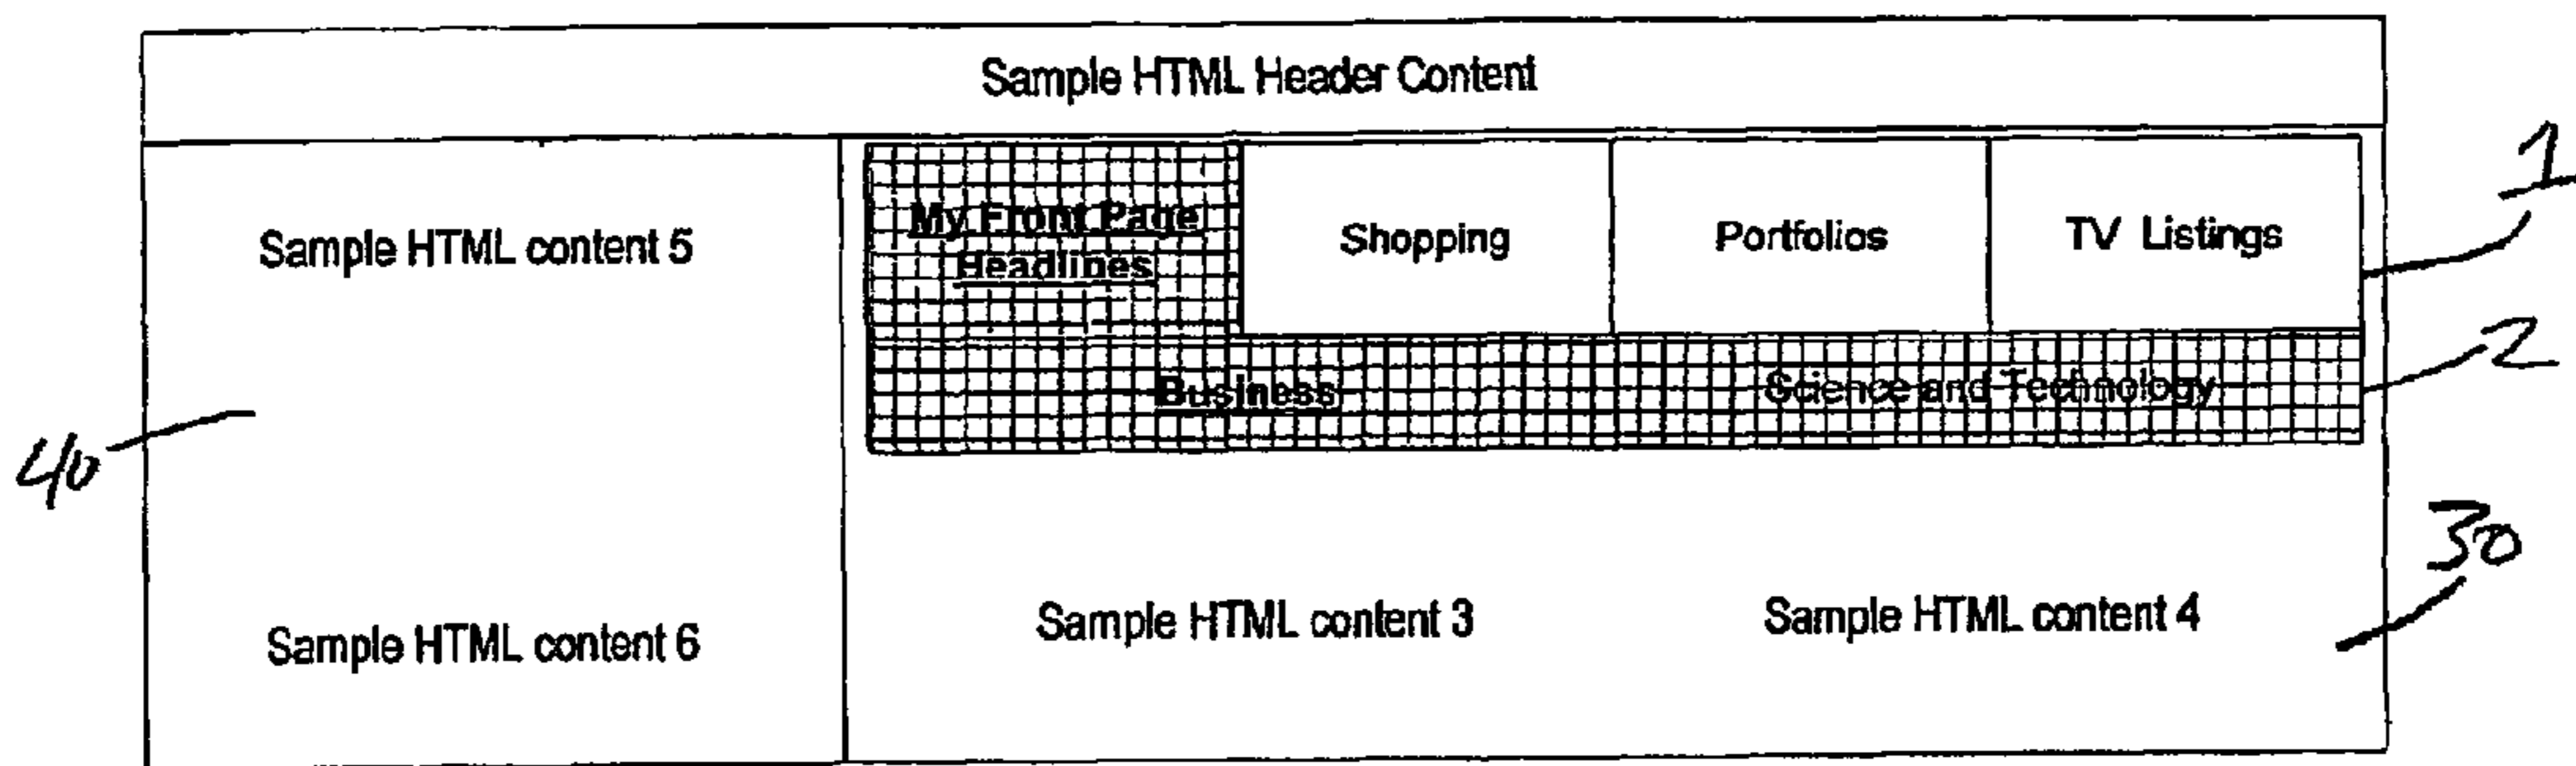 Sample HTML Header Content
My Front Page
Headlines
Shopping
Portfolios
TV Listings
1
Business
Science and Technology
2
Sample HTML content 5
40
Sample HTML content 6
Sample HTML content 3
Sample HTML content 4
30